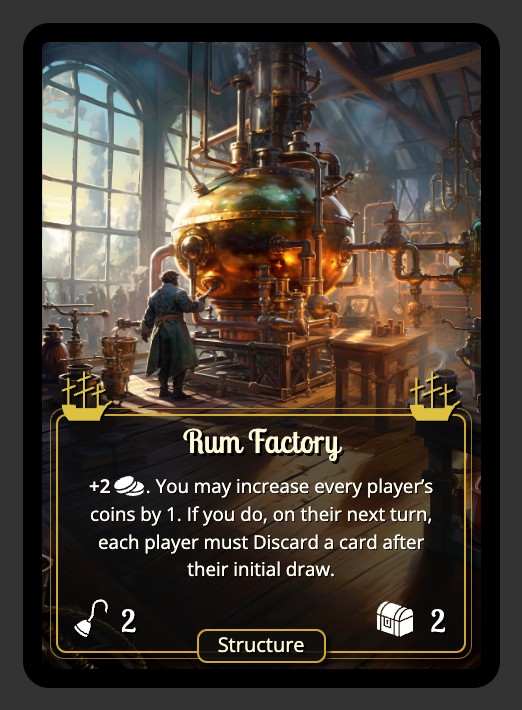 Rum Factory
+2 . You may increase every player's
coins by 1. If you do, on their next turn,
each player must Discard a card after
their initial draw.
2
2
Structure